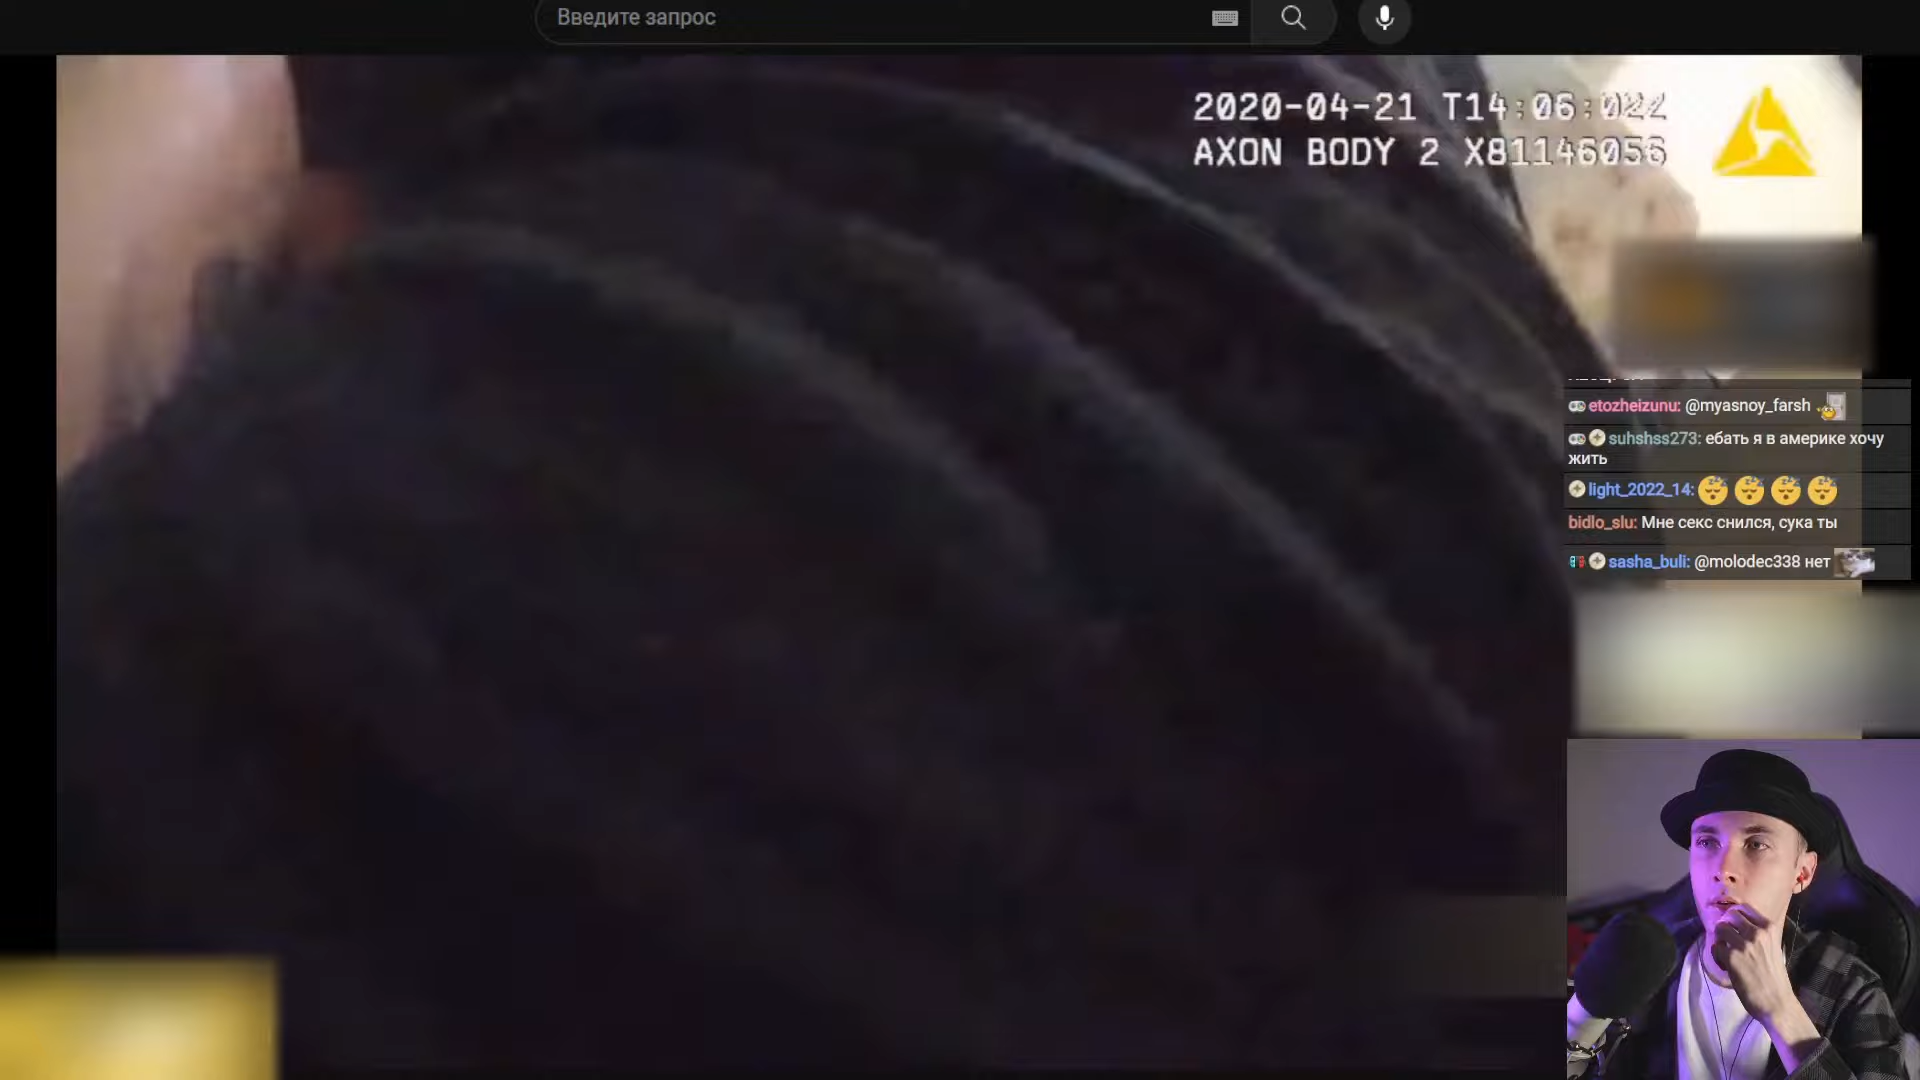 Введите запрос
2020-04-21 T14:06:02Z
AXON BODY 2 X81146056
etozheizunu: @myasnoy_farsh
suhshss273: ебать я в америке хочу
жить
light_2022_14:
bidlo_slu: Мне секс снился, сука ты
sasha_buli: @molodec338 нет